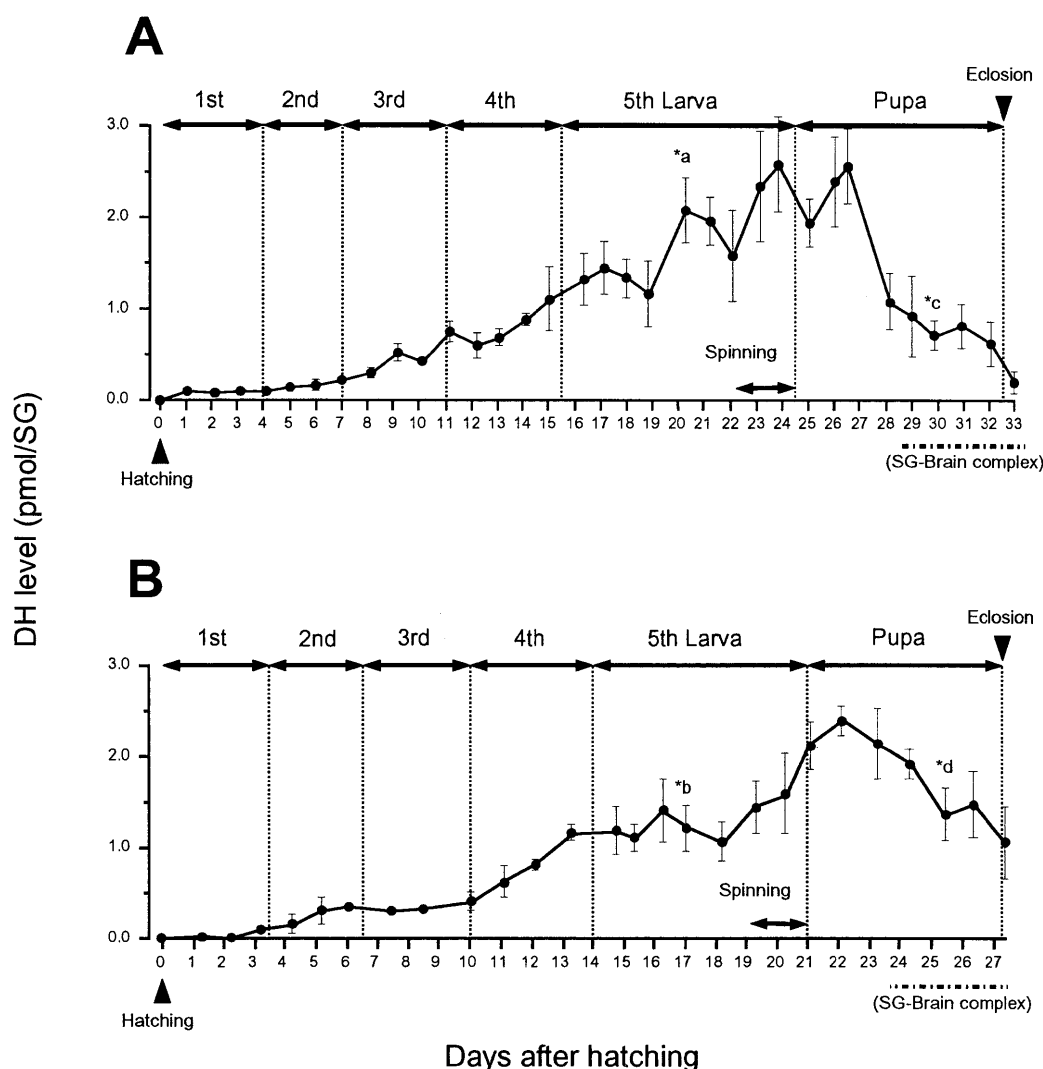 A
Eclosion
1st 2nd 3rd 4th 5th Larva Pupa
3.0
*a
2.0
*c
1.0
Spinning
0.0
0 1 2 3 4 5 6 7 8 9 10 11 12 13 14 15 16 17 18 19 20 21 22 23 24 25 26 27 28 29 30 31 32 33
(SG-Brain complex)
Hatching
DH level (pmol/SG)
B
Eclosion
1st 2nd 3rd 4th 5th Larva Pupa
3.0
2.0
*d
*b
1.0
Spinning
0.0
0 1 2 3 4 5 6 7 8 9 10 11 12 13 14 15 16 17 18 19 20 21 22 23 24 25 26 27
(SG-Brain complex)
Hatching
Days after hatching